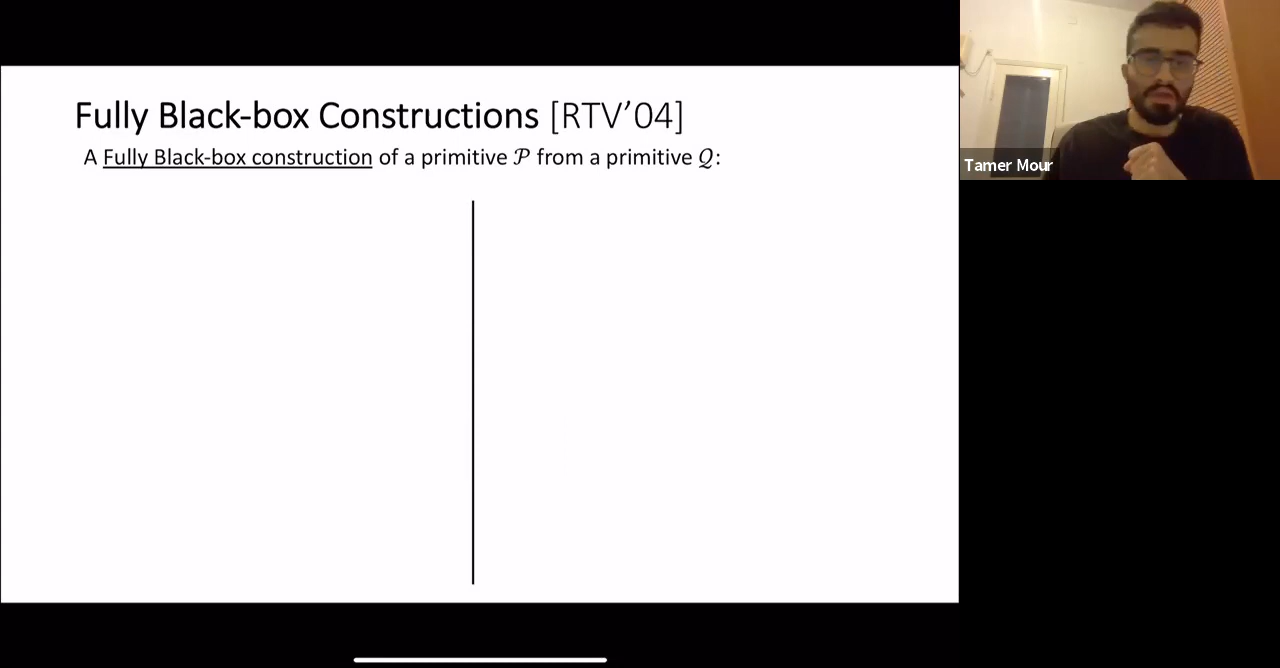 Fully Black-box Constructions [RTV’04]
A Fully Black-box construction of a primitive 𝒫 from a primitive 𝒬:
Tamer Mour